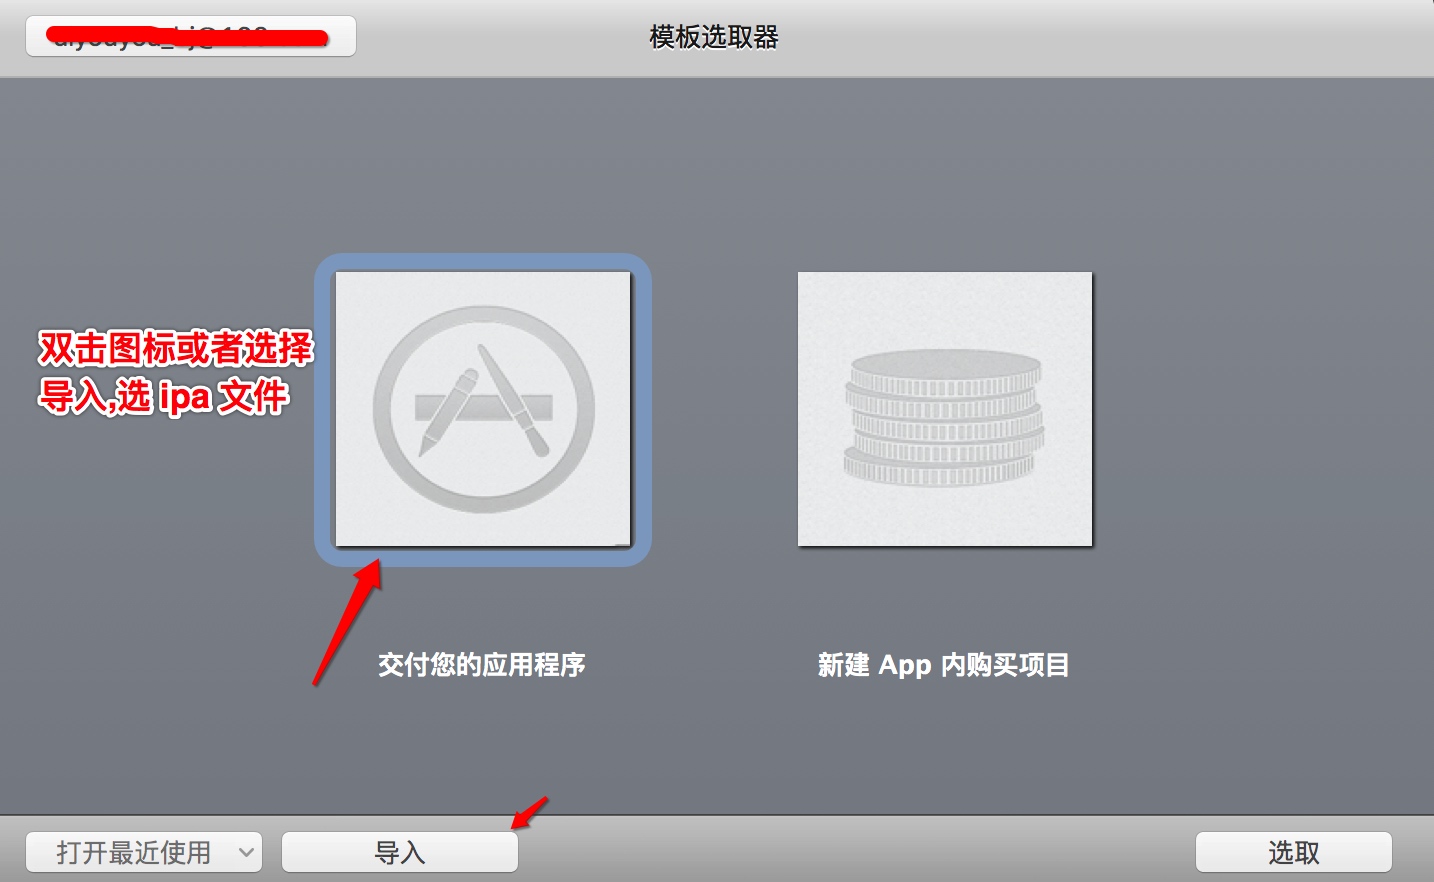 模板选取器
双击图标或者选择
导入,选 ipa 文件
交付您的应用程序
新建 App 内购买项目
打开最近使用
导入
选取